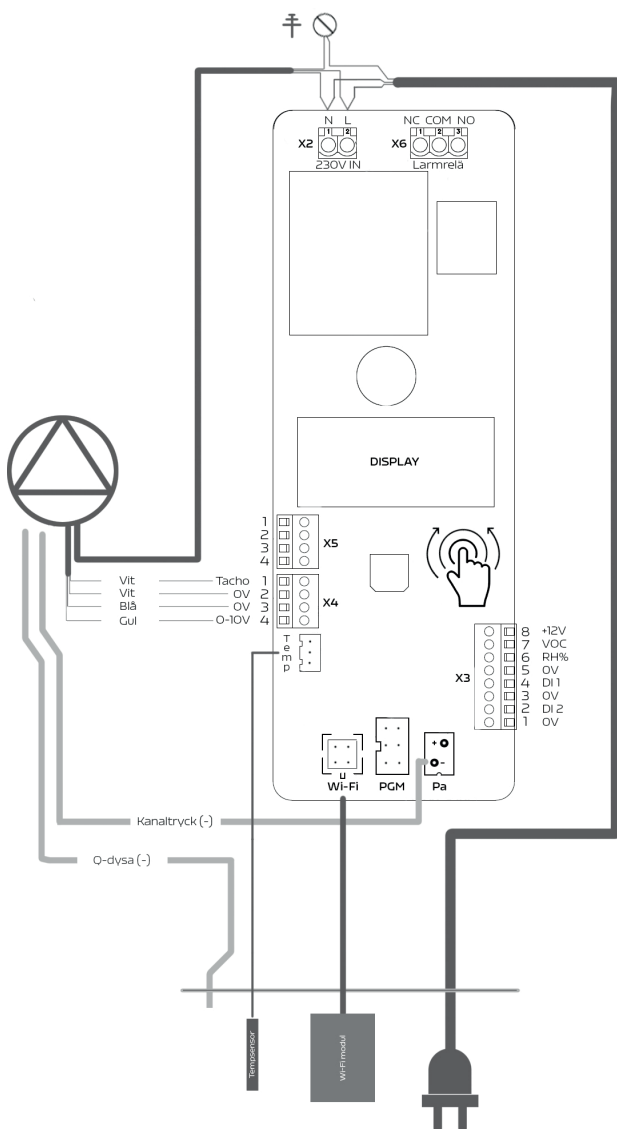 N L
NC COM NO
X2
1 2
X6
1 2 3
230V IN
Larmrelä
DISPLAY
1
2
3
4
X5
Vit
Tacho
1
Vit
0V
2
Blå
0V
3
Gul
0-10V
4
X4
Temp
X3
8 +12V
7 VOC
6 RH%
5 0V
4 DI 1
3 0V
2 DI 2
1 0V
+
-
Wi-Fi
PGM
Pa
Kanaltryck (-)
Q-dysa (-)
Tempsensor
Wi-Fi modul